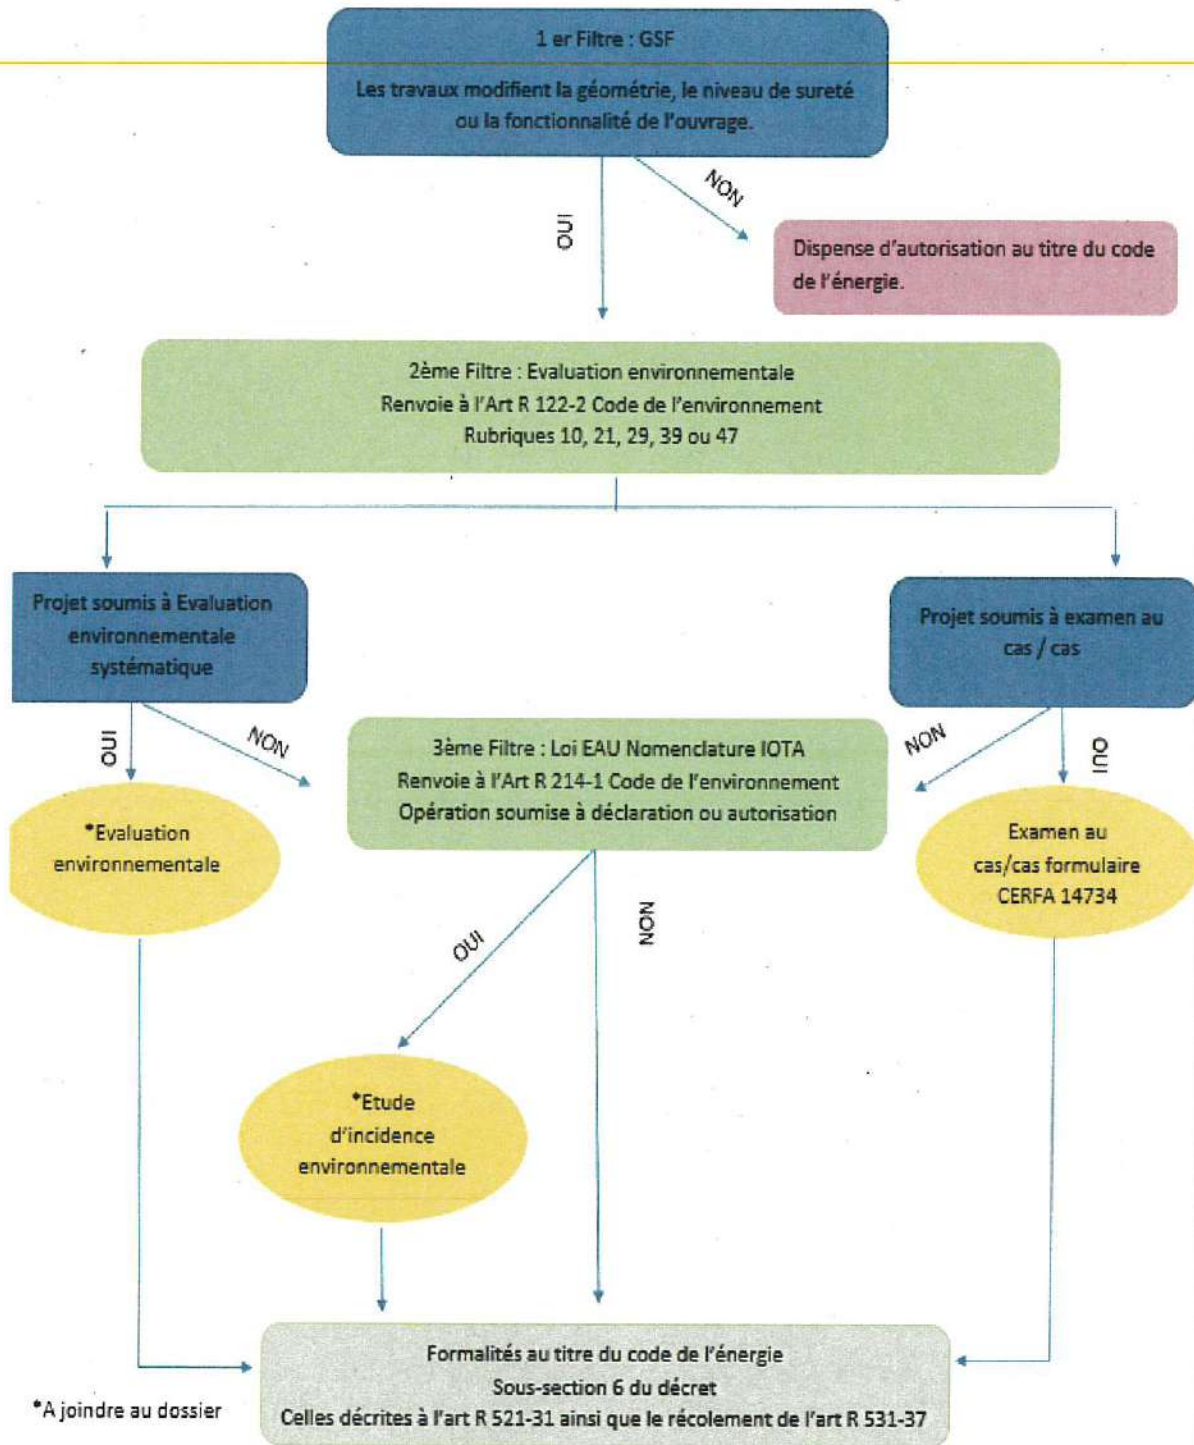 1 er Filtre : GSF
Les travaux modifient la géométrie, le niveau de sureté
ou la fonctionnalité de l'ouvrage.
OUI
NON
Dispense d'autorisation au titre du code
de l'énergie.
2ème Filtre : Evaluation environnementale
Renvoie à l'Art R 122-2 Code de l'environnement
Rubriques 10, 21, 29, 39 ou 47
Projet soumis à Evaluation
environnementale
systématique
Projet soumis à examen au
cas / cas
OUI
NON
3ème Filtre : Loi EAU Nomenclature IOTA
Renvoie à l'Art R 214-1 Code de l'environnement
Opération soumise à déclaration ou autorisation
NON
OUI
*Evaluation
environnementale
Examen au
cas/cas formulaire
CERFA 14734
OUI
NON
*Etude
d'incidence
environnementale
Formalités au titre du code de l'énergie
Sous-section 6 du décret
Celles décrites à l'art R 521-31 ainsi que le récolement de l'art R 531-37
*A joindre au dossier